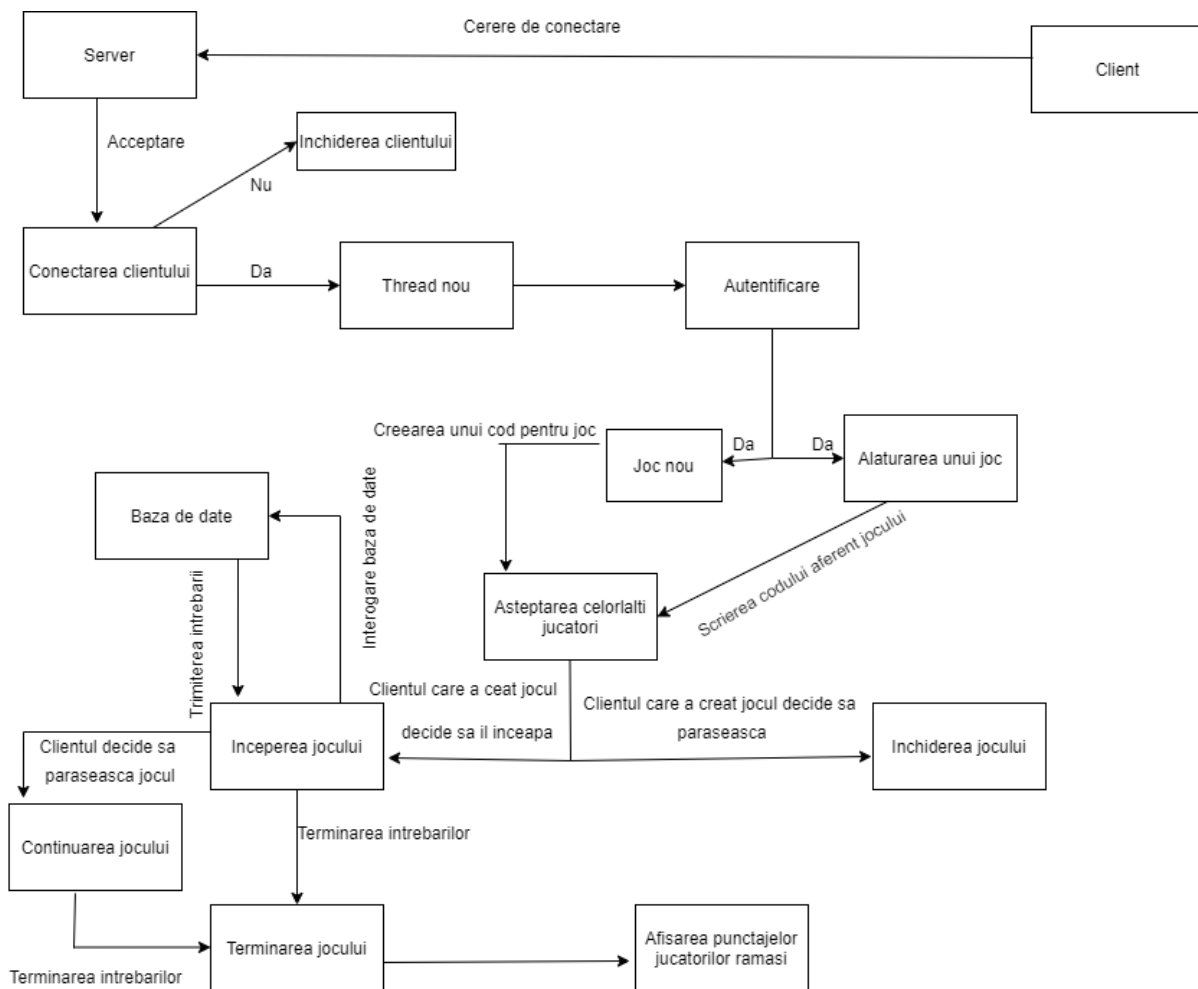 Cerere de conectare
Server
Client
Acceptare
Inchiderea clientului
Nu
Conectarea clientului
Da
Thread nou
Autentificare
Creearea unui cod pentru joc
Joc nou
Da
Da
Alaturarea unui joc
Baza de date
Interogare baza de date
Trimiterea intrebarii
Scrierea codului aferent jocului
Asteptarea celorlalti
jucatori
Clientul care a ceat jocul
decide sa il inceapa
Clientul care a creat jocul decide sa
paraseasca
Inceperea jocului
Inchiderea jocului
Clientul decide sa
paraseasca jocul
Continuarea jocului
Terminarea intrebarilor
Terminarea jocului
Afisarea punctajelor
jucatorilor ramasi
Terminarea intrebarilor